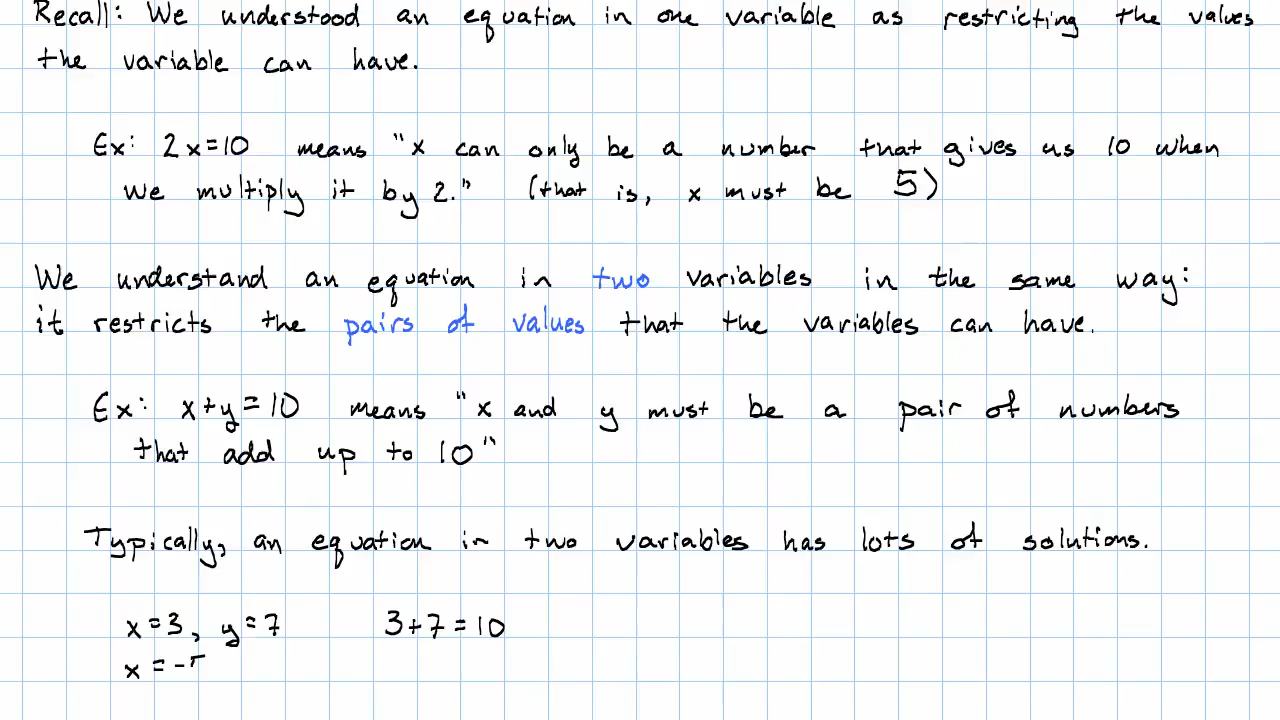 Recall: We understood an equation in one variable as restricting the values
the variable can have.
Ex: 2x=10 means "x can only be a number that gives us 10 when
we multiply it by 2." (that is, x must be 5)
We understand an equation in two variables in the same way:
it restricts the pairs of values that the variables can have.
Ex: x+y=10 means "x and y must be a pair of numbers
that add up to 10"
Typically, an equation in two variables has lots of solutions.
x=3, y=7 3+7=10
x=-